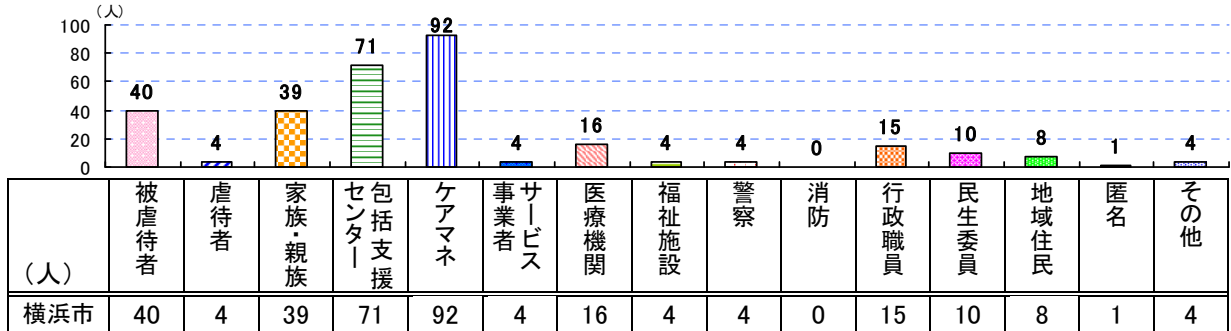 (人)
100
80
60
40
20
0
40
4
39
71
92
4
16
4
4
0
15
10
8
1
4
(人)
被虐待者
虐待者
家族・親族
包括支援
センター
ケアマネ
サービス
事業者
医療機関
福祉施設
警察
消防
行政職員
民生委員
地域住民
匿名
その他
横浜市 40 4 39 71 92 4 16 4 4 0 15 10 8 1 4